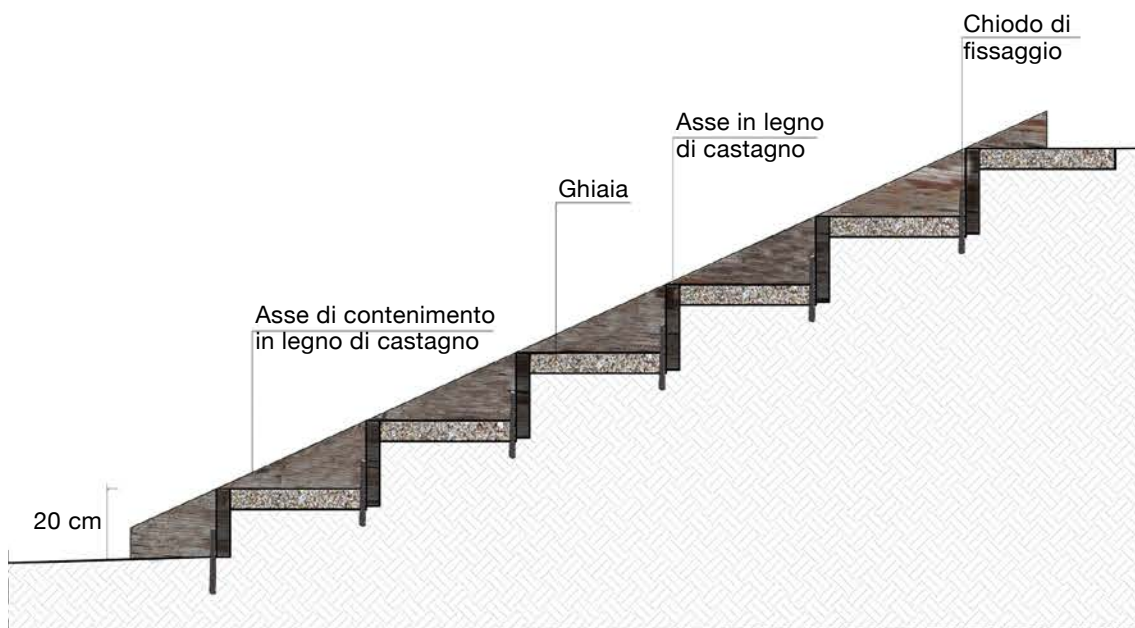 Chiodo di
fissaggio
Asse in legno
di castagno
Ghiaia
Asse di contenimento
in legno di castagno
20 cm